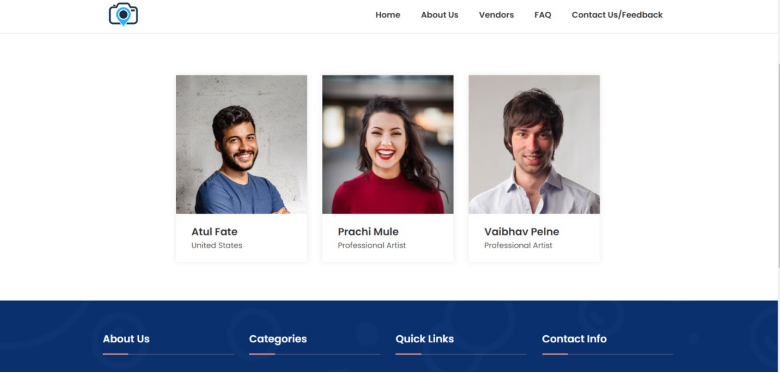 Home About Us Vendors FAQ Contact Us/Feedback
Atul Fate Prachi Mule Vaibhav Pelne
United States Professional Artist Professional Artist
About Us Categories Quick Links Contact Info